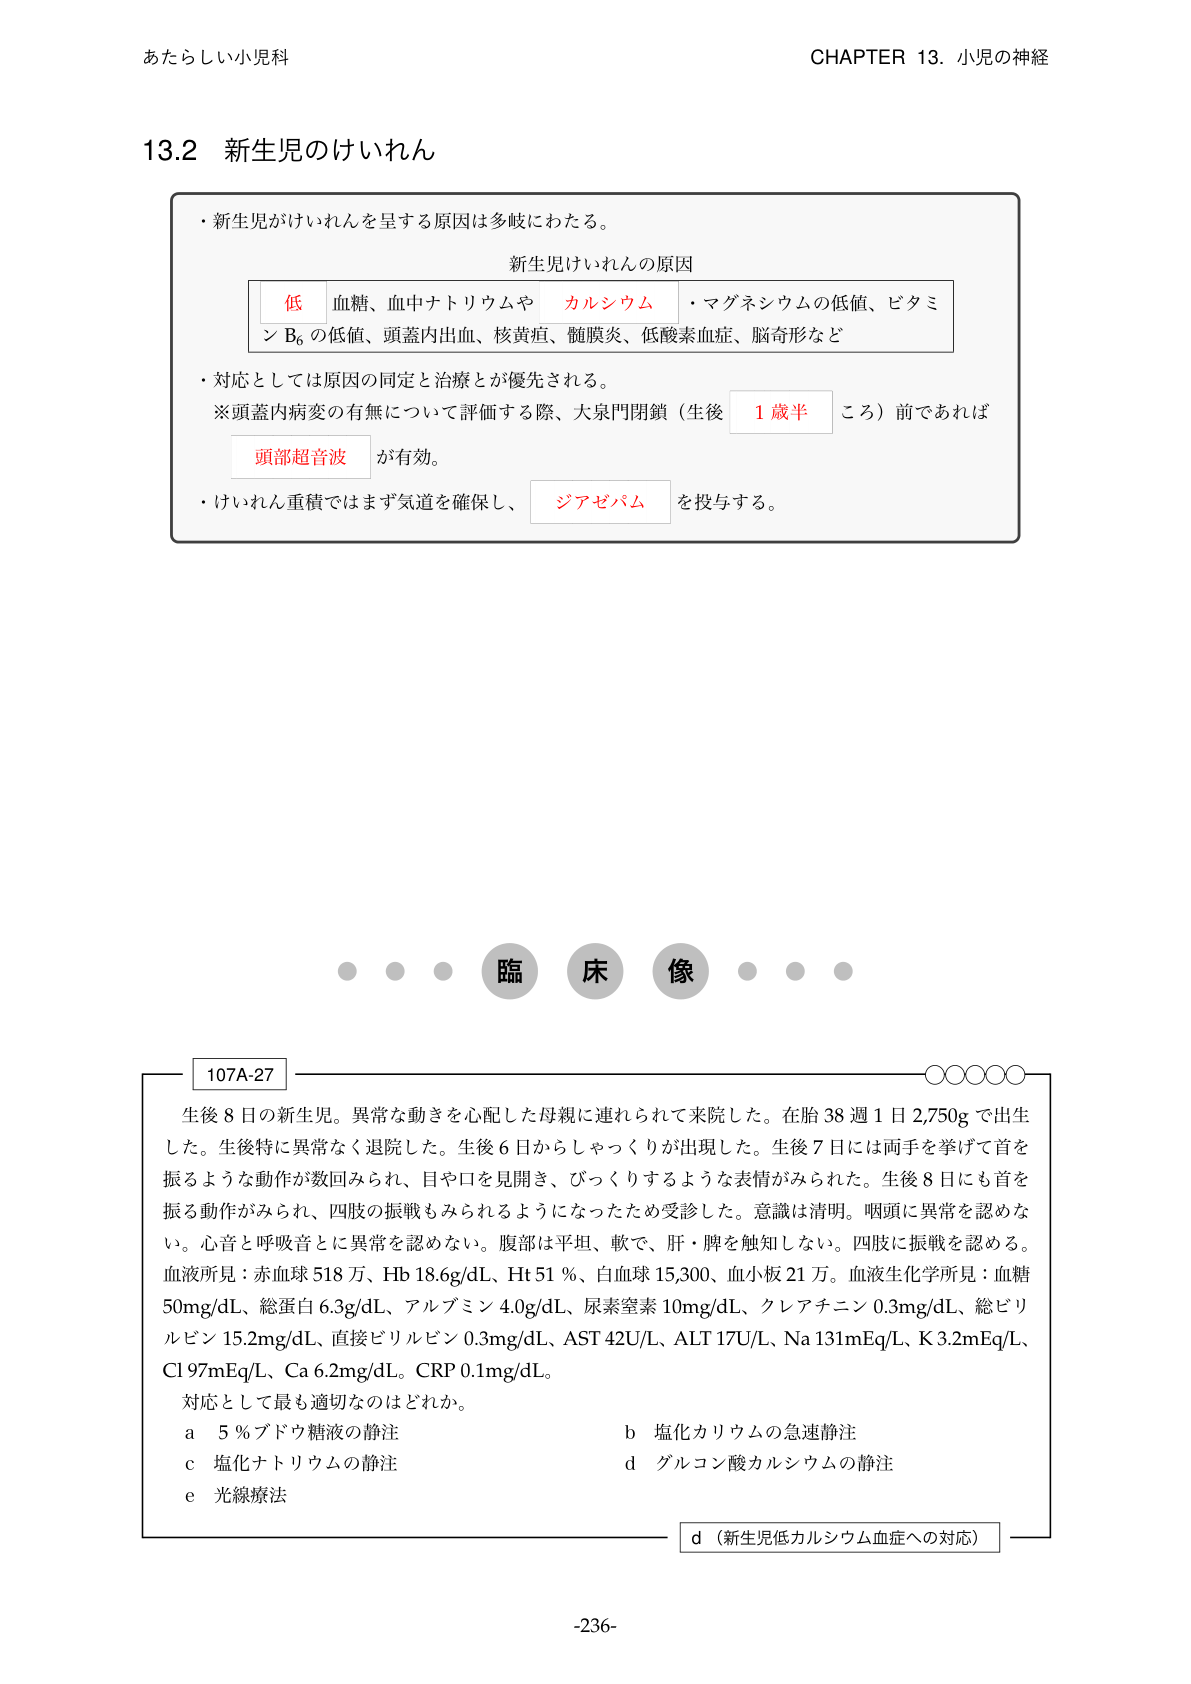 あたらしい小児科
CHAPTER 13. 小児の神経
13.2 新生児のけいれん
・新生児がけいれんを呈する原因は多岐にわたる。
新生児けいれんの原因
低 血糖、血中ナトリウムや カルシウム ・マグネシウムの低値、ビタミ
ン B₆ の低値、頭蓋内出血、核黄疸、髄膜炎、低酸素血症、脳奇形など
・対応としては原因の同定と治療とが優先される。
※頭蓋内病変の有無について評価する際、大泉門閉鎖（生後 1 歳半 ころ）前であれば
頭部超音波 が有効。
・けいれん重積ではまず気道を確保し、 ジアゼパム を投与する。
臨床像
107A-27
生後 8 日の新生児。異常な動きを心配した母親に連れられて来院した。在胎 38 週 1 日 2,750g で出生
した。生後特に異常なく退院した。生後 6 日からしゃっくりが出現した。生後 7 日には両手を挙げて首を
振るような動作が数回みられ、目や口を見開き、びっくりするような表情がみられた。生後 8 日にも首を
振る動作がみられ、四肢の振戦もみられるようになったため受診した。意識は清明。咽頭に異常を認めな
い。心音と呼吸音とに異常を認めない。腹部は平坦、軟で、肝・脾を触知しない。四肢に振戦を認める。
血液所見：赤血球 518 万、Hb 18.6g/dL、Ht 51 %、白血球 15,300、血小板 21 万。血液生化学所見：血糖
50mg/dL、総蛋白 6.3g/dL、アルブミン 4.0g/dL、尿素窒素 10mg/dL、クレアチニン 0.3mg/dL、総ビリ
ルビン 15.2mg/dL、直接ビリルビン 0.3mg/dL、AST 42U/L、ALT 17U/L、Na 131mEq/L、K 3.2mEq/L、
Cl 97mEq/L、Ca 6.2mg/dL。CRP 0.1mg/dL。
対応として最も適切なのはどれか。
a 5 %ブドウ糖液の静注
b 塩化カリウムの急速静注
c 塩化ナトリウムの静注
d グルコン酸カルシウムの静注
e 光線療法
d （新生児低カルシウム血症への対応）
-236-